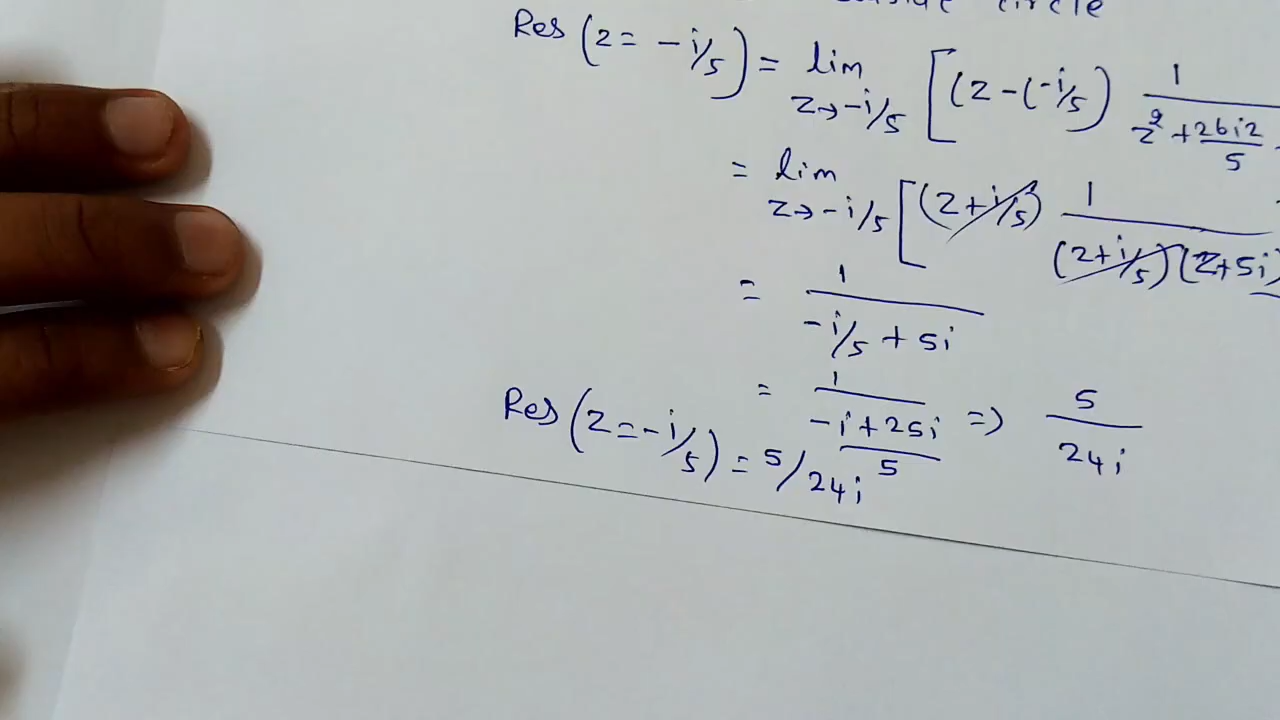 circle
Res (z = -i/5) = lim z→-i/5 [(z-(-i/5) 1/z²+26iz/5
= lim z→-i/5 [(z+i/5) 1/(z+i/5)(z+5i)
= 1/-i/5 + 5i
= 1/-i+25i/5 => 5/24i
Res (z=-i/5) = 5/24i